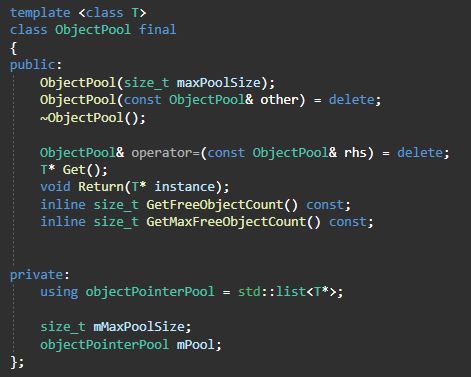 template <class T>
class ObjectPool final
{
public:
    ObjectPool(size_t maxPoolSize);
    ObjectPool(const ObjectPool& other) = delete;
    ~ObjectPool();
    ObjectPool& operator=(const ObjectPool& rhs) = delete;
    T* Get();
    void Return(T* instance);
    inline size_t GetFreeObjectCount() const;
    inline size_t GetMaxFreeObjectCount() const;
private:
    using objectPointerPool = std::list<T*>;
    size_t mMaxPoolSize;
    objectPointerPool mPool;
};